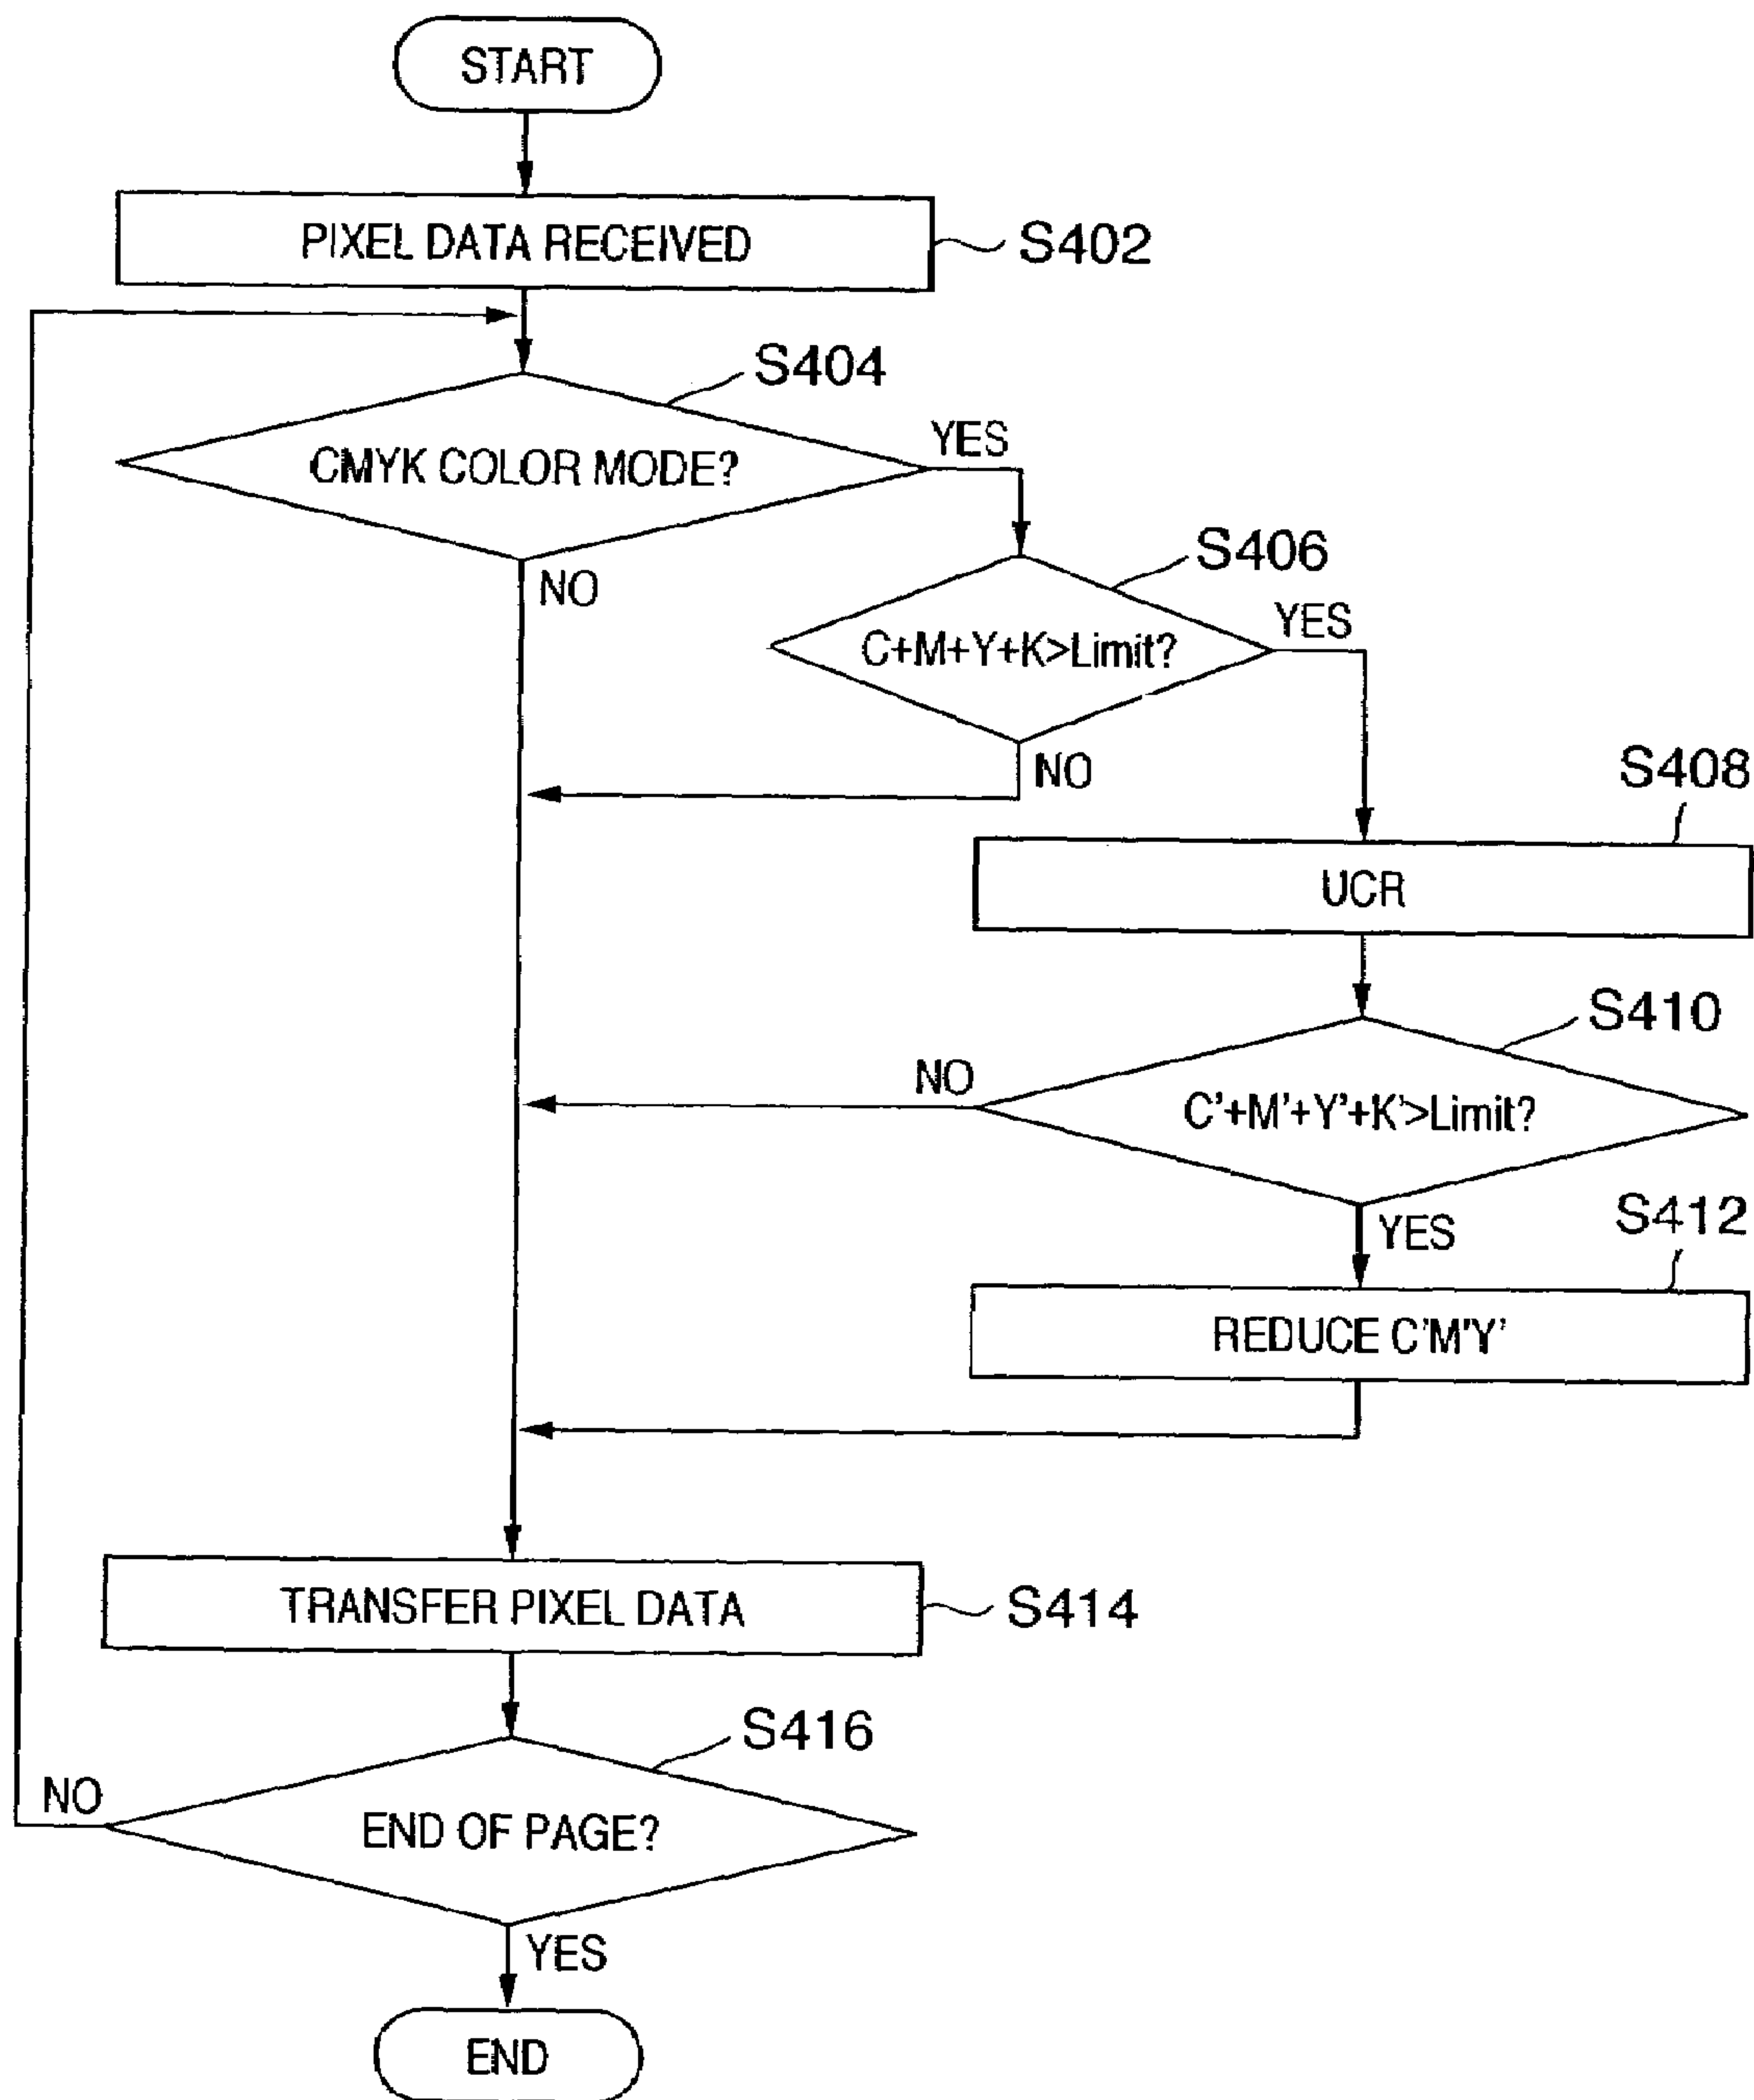 START
PIXEL DATA RECEIVED
S402
S404
CMYK COLOR MODE?
YES
NO
S406
C+M+Y+K>Limit?
YES
NO
S408
UCR
S410
C'+M'+Y'+K'>Limit?
NO
YES
S412
REDUCE C'M'Y'
TRANSFER PIXEL DATA
S414
S416
END OF PAGE?
NO
YES
END